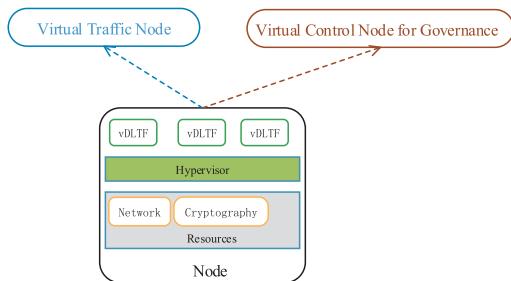 Virtual Traffic Node
Virtual Control Node for Governance
vDLTF vDLTF vDLTF
Hypervisor
Network Cryptography
Resources
Node